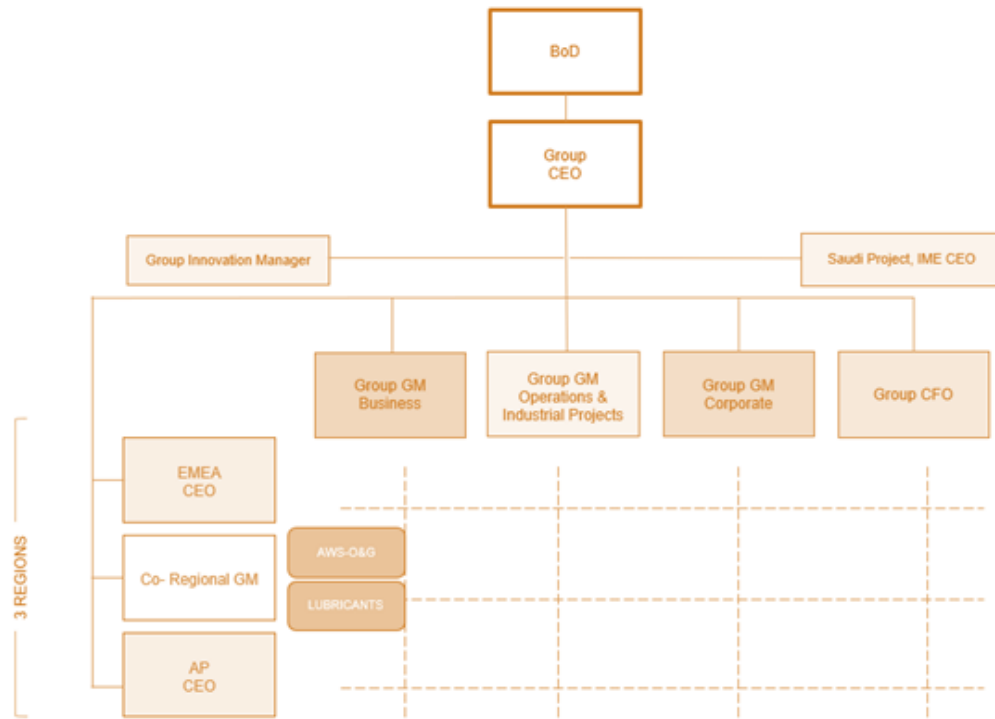 BoD
Group
CEO
Group Innovation Manager
Saudi Project, IME CEO
Group GM
Business
Group GM
Operations &
Industrial Projects
Group GM
Corporate
Group CFO
3 REGIONS
EMEA
CEO
Co- Regional GM
AWS-O&G
LUBRICANTS
AP
CEO